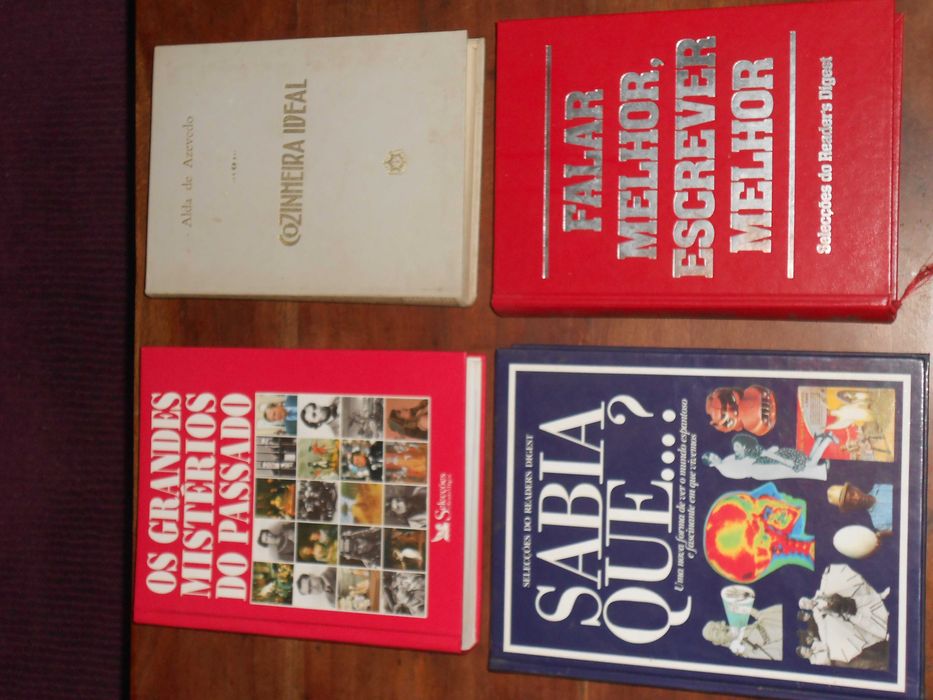 Alda de Azevedo
COZINHEIRA IDEAL
FALAR
MELHOR,
ESCREVER
MELHOR
Selecções do Reader's Digest
OS GRANDES
MISTÉRIOS
DO PASSADO
Selecções
SELECÇÕES DO READER'S DIGEST
SABIA
QUE...?
Uma nova forma de ver o mundo espantoso
e fascinante em que vivemos